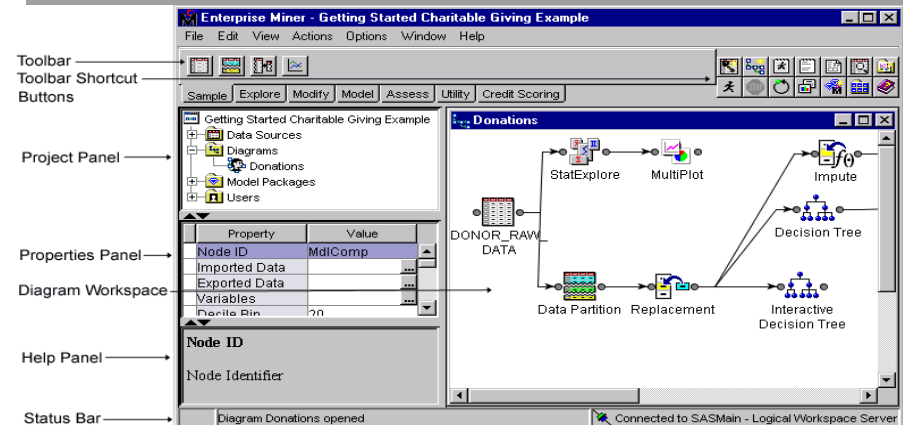 Enterprise Miner - Getting Started Charitable Giving Example
File Edit View Actions Options Window Help
Toolbar
Toolbar Shortcut
Buttons
Sample Explore Modify Model Assess Utility Credit Scoring
Project Panel
Getting Started Charitable Giving Example
Data Sources
Diagrams
Donations
Model Packages
Users
Properties Panel
Property Value
Node ID MdlComp
Imported Data ...
Exported Data ...
Variables ...
Decile Bin 20
Diagram Workspace
Help Panel
Node ID
Node Identifier
Donations
StatExplore
MultiPlot
Impute
DONOR_RAW
DATA
Decision Tree
Data Partition
Replacement
Interactive
Decision Tree
Status Bar
Diagram Donations opened
Connected to SASMain - Logical Workspace Server